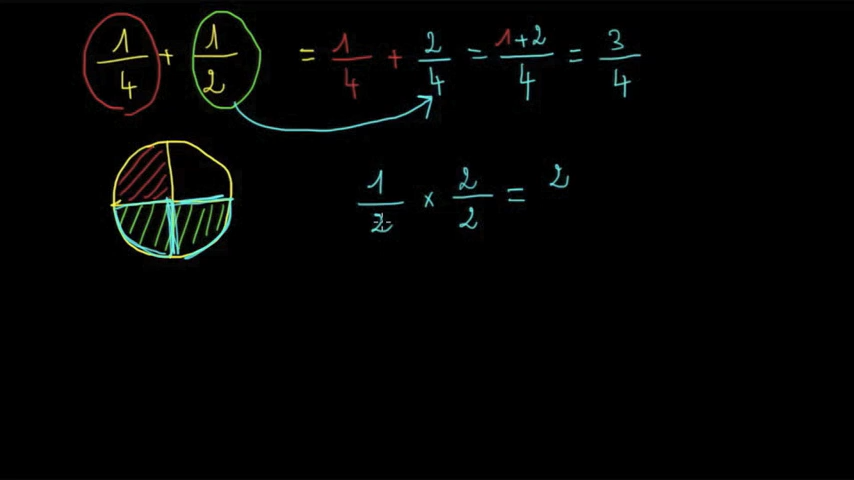 1/4 + 1/2 = 1/4 + 2/4 = 1+2/4 = 3/4
1/2 × 2/2 = 2